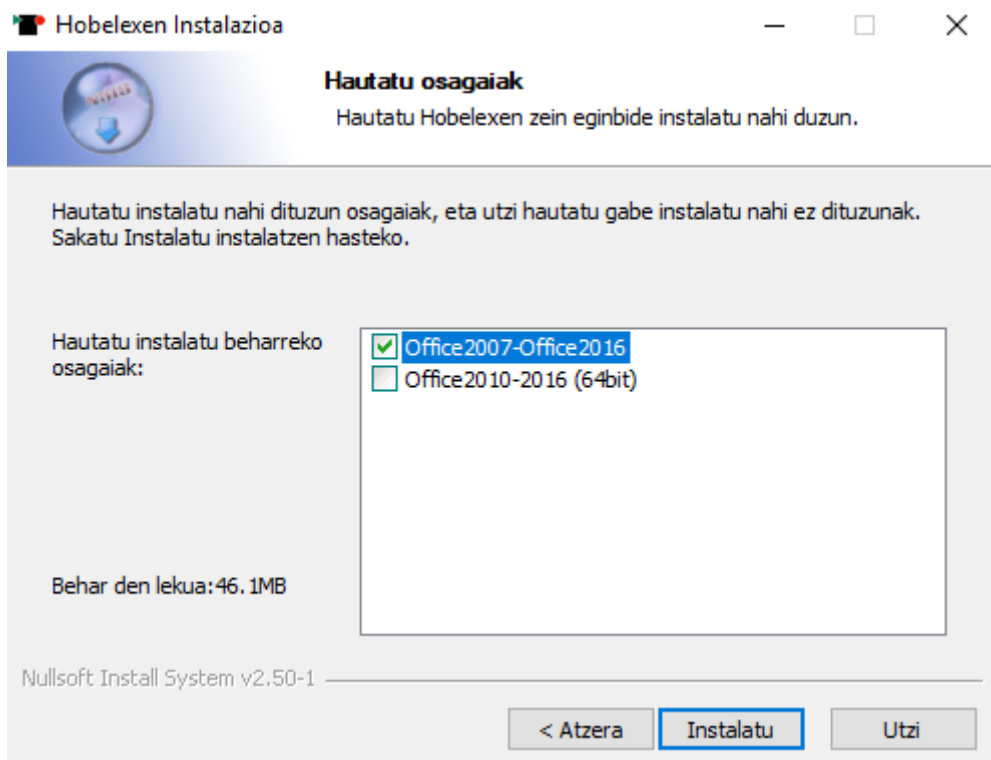 Hobelexen Instalazioa
Hautatu osagaiak
Hautatu Hobelexen zein eginbide instalatu nahi duzun.
Hautatu instalatu nahi dituzun osagaiak, eta utzi hautatu gabe instalatu nahi ez dituzunak.
Sakatu Instalatu instalatzen hasteko.
Hautatu instalatu beharreko
osagaiak:
Office2007-Office2016
Office2010-2016 (64bit)
Behar den lekua:46.1MB
Nullsoft Install System v2.50-1
< Atzera
Instalatu
Utzi